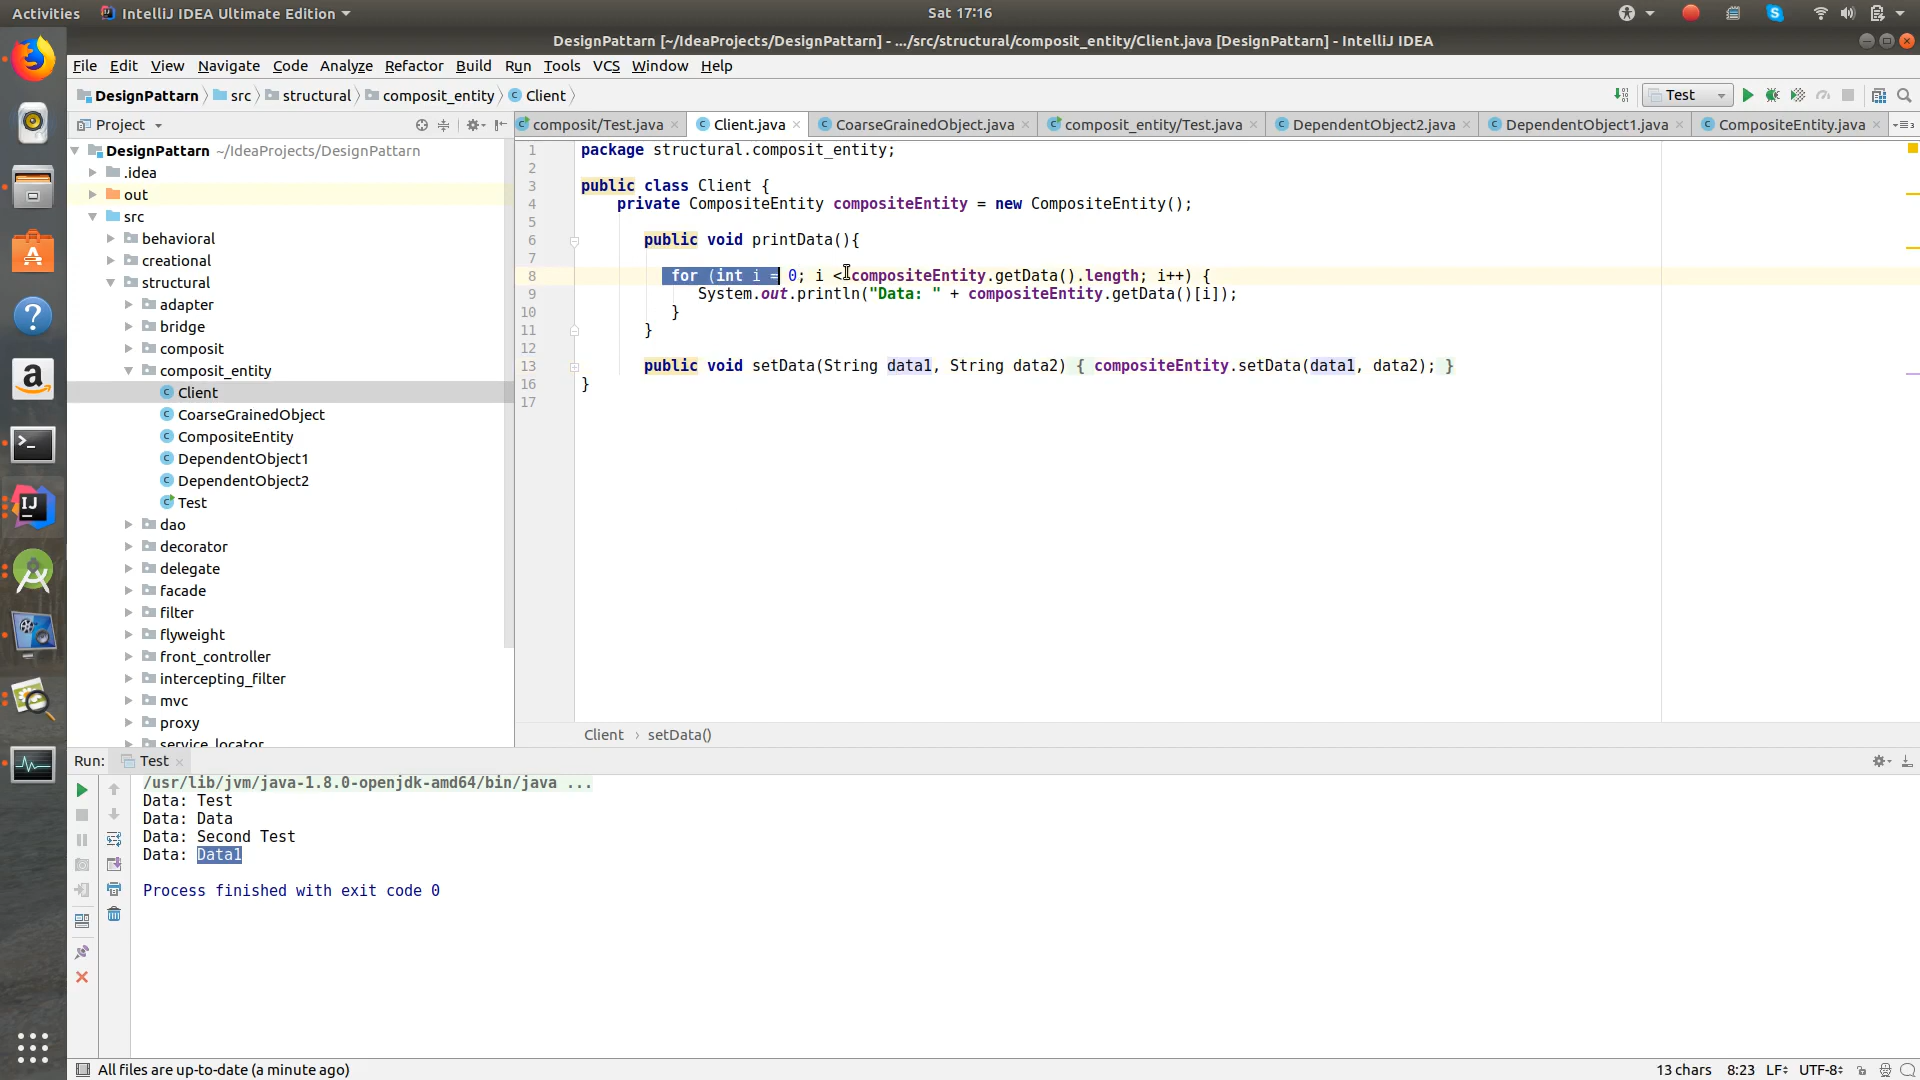 Activities IntelliJ IDEA Ultimate Edition Sat 17:16
DesignPattarn [~/IdeaProjects/DesignPattarn] - .../src/structural/composit_entity/Client.java [DesignPattarn] - IntelliJ IDEA
File Edit View Navigate Code Analyze Refactor Build Run Tools VCS Window Help
DesignPattarn src structural composit_entity Client Test
Project
composit/Test.java Client.java CoarseGrainedObject.java composit_entity/Test.java DependentObject2.java DependentObject1.java CompositeEntity.java
DesignPattarn ~/IdeaProjects/DesignPattarn
.idea
out
src
behavioral
creational
structural
adapter
bridge
composit
composit_entity
Client
CoarseGrainedObject
CompositeEntity
DependentObject1
DependentObject2
Test
dao
decorator
delegate
facade
filter
flyweight
front_controller
intercepting_filter
mvc
proxy
service_locator
1 package structural.composit_entity;
2
3 public class Client {
4 private CompositeEntity compositeEntity = new CompositeEntity();
5
6 public void printData(){
7
8 for (int i = 0; i < compositeEntity.getData().length; i++) {
9 System.out.println("Data: " + compositeEntity.getData()[i]);
10 }
11 }
12
13 public void setData(String data1, String data2) { compositeEntity.setData(data1, data2); }
16 }
17
Client › setData()
Run: Test
/usr/lib/jvm/java-1.8.0-openjdk-amd64/bin/java ...
Data: Test
Data: Data
Data: Second Test
Data: Data1
Process finished with exit code 0
All files are up-to-date (a minute ago) 13 chars 8:23 LF UTF-8